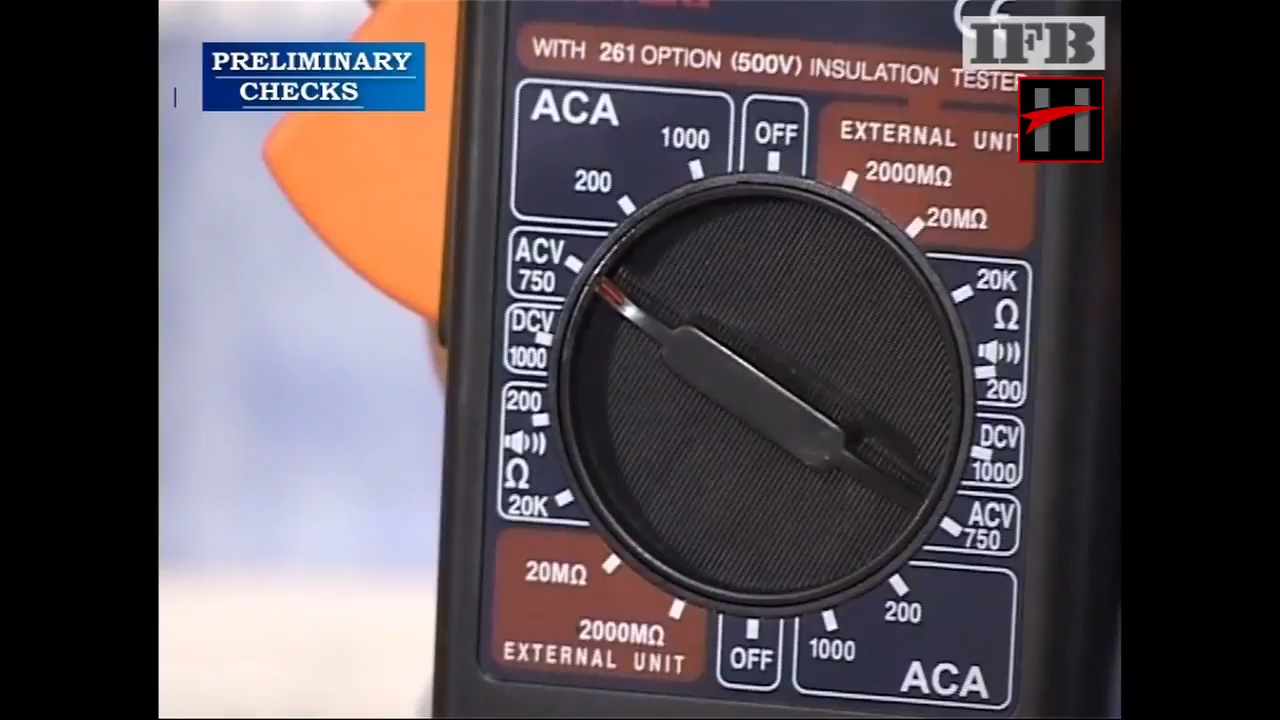 PRELIMINARY
CHECKS
IFB
WITH 261 OPTION (500V) INSULATION TESTER
ACA
1000
200
OFF
EXTERNAL UNIT
2000MΩ
20MΩ
ACV
750
DCV
1000
200
Ω
20K
20K
Ω
200
DCV
1000
ACV
750
20MΩ
2000MΩ
EXTERNAL UNIT
OFF
200
1000
ACA